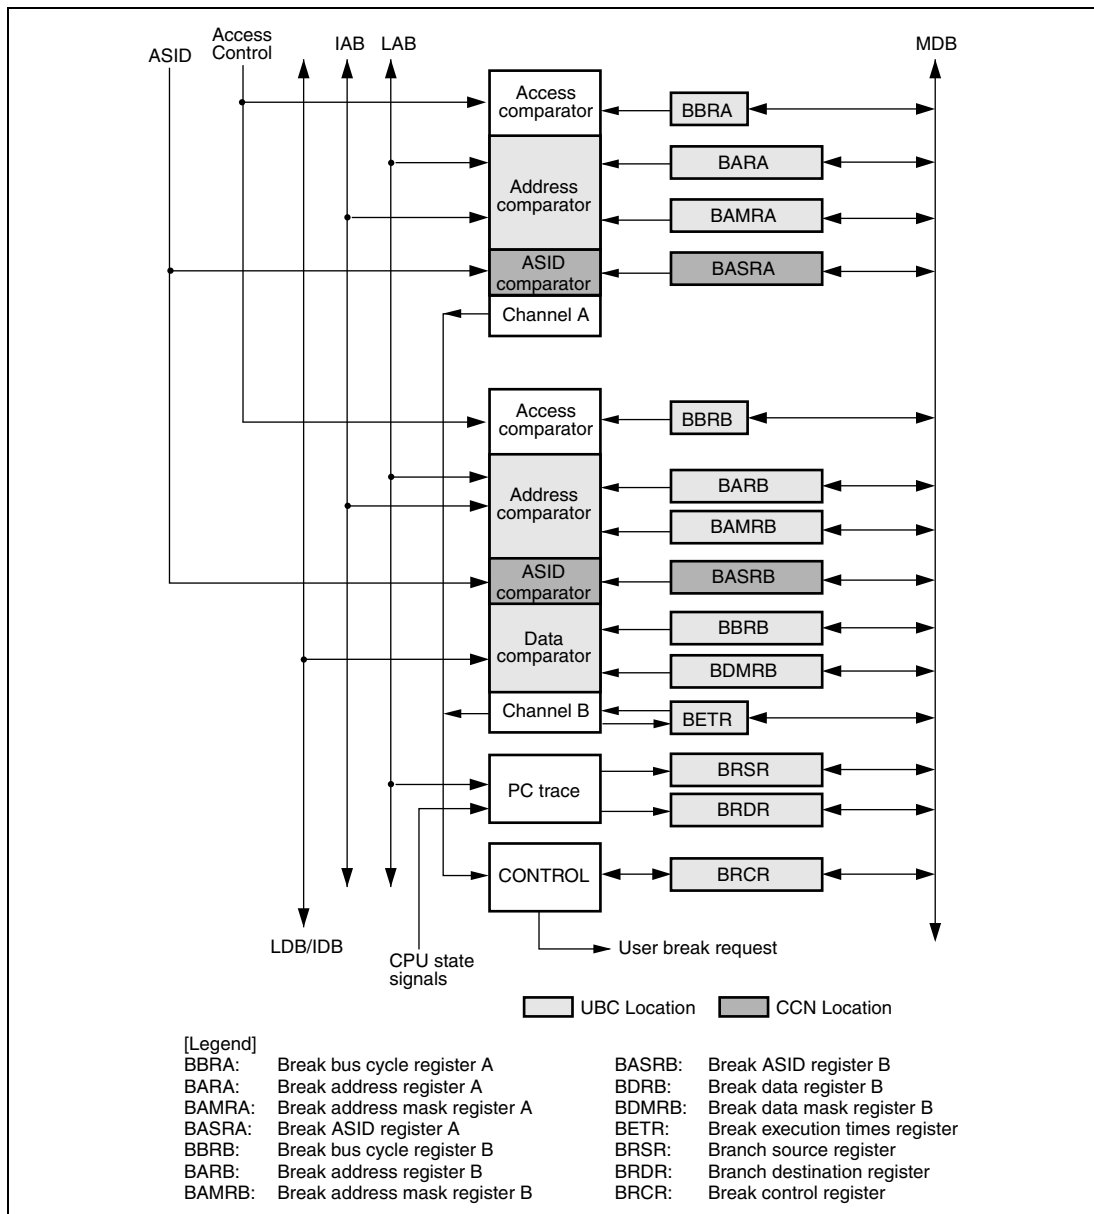 ASID
Access
Control
IAB
LAB
MDB
Access
comparator
BBRA
Address
comparator
BARA
BAMRA
ASID
comparator
BASRA
Channel A
Access
comparator
BBRB
Address
comparator
BARB
BAMRB
ASID
comparator
BASRB
Data
comparator
BBRB
BDMRB
Channel B
BETR
PC trace
BRSR
BRDR
CONTROL
BRCR
LDB/IDB
CPU state
signals
User break request
UBC Location
CCN Location
[Legend]
BBRA: Break bus cycle register A
BARA: Break address register A
BAMRA: Break address mask register A
BASRA: Break ASID register A
BBRB: Break bus cycle register B
BARB: Break address register B
BAMRB: Break address mask register B
BASRB: Break ASID register B
BDRB: Break data register B
BDMRB: Break data mask register B
BETR: Break execution times register
BRSR: Branch source register
BRDR: Branch destination register
BRCR: Break control register